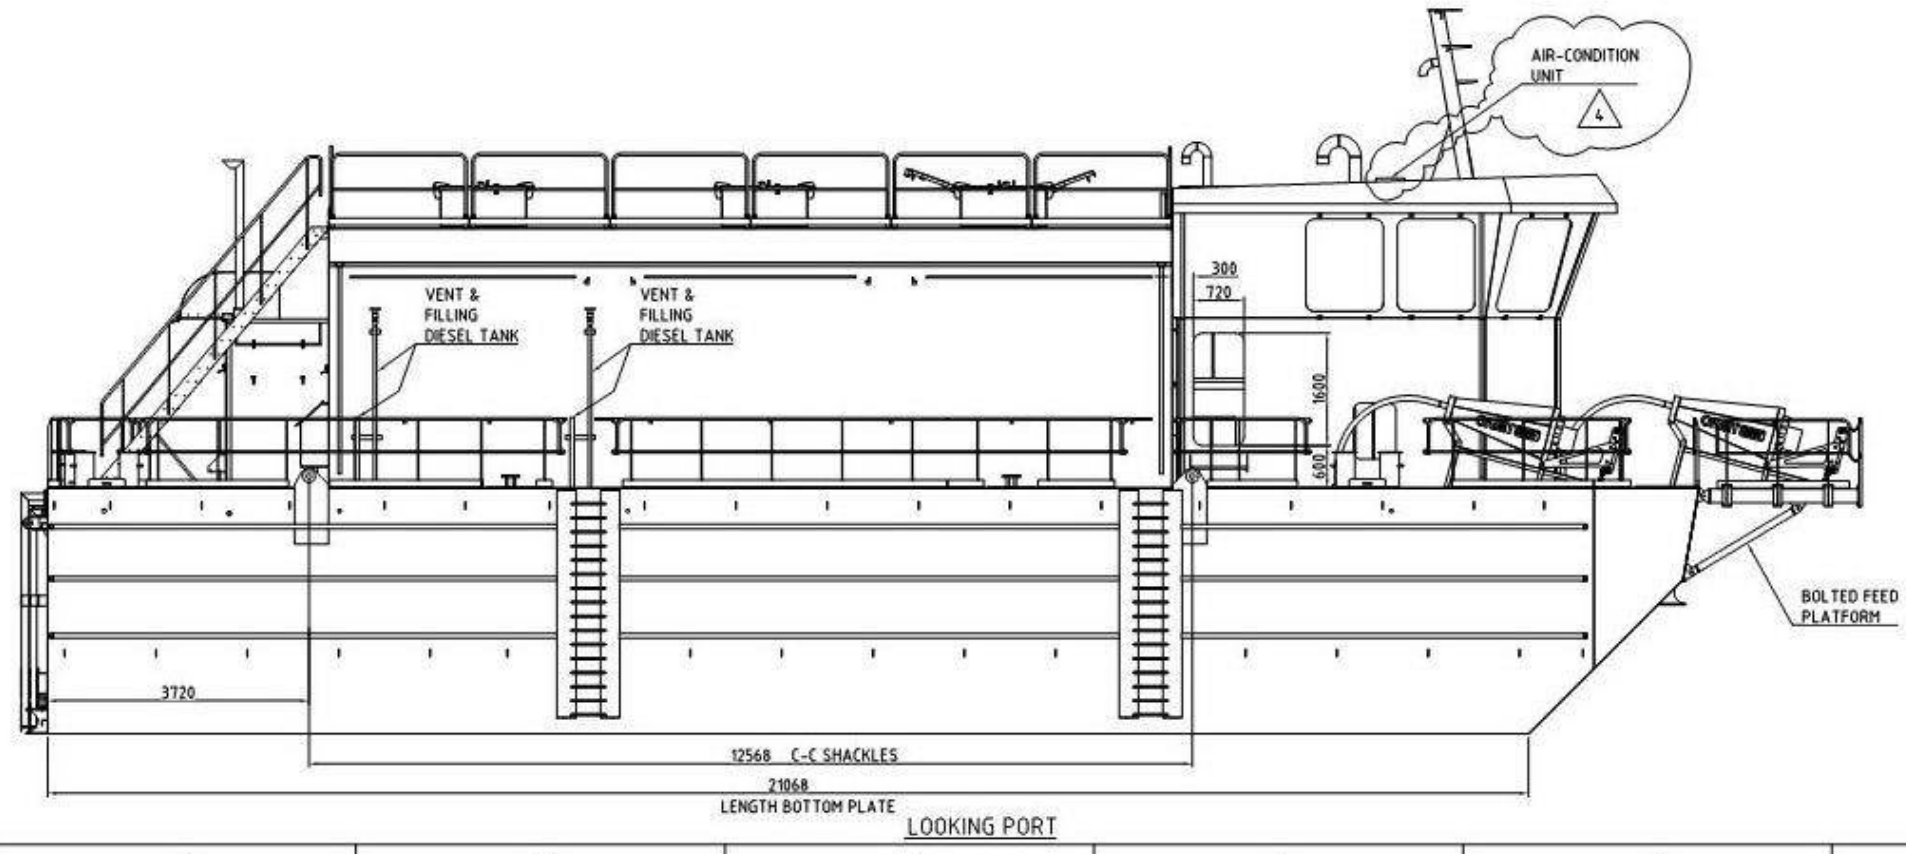 AIR-CONDITION
UNIT
4
300
720
VENT &
FILLING
DIESEL TANK
VENT &
FILLING
DIESEL TANK
1600
600
BOLTED FEED
PLATFORM
3720
12568 C-C SHACKLES
21068
LENGTH BOTTOM PLATE
LOOKING PORT